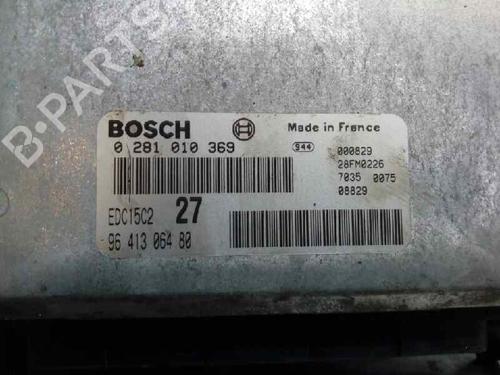 B-PARTS
BOSCH
Made in France
0 281 010 369
944
000829
28FM0226
7035 0075
08829
EDC15C2 27
96 413 064 80